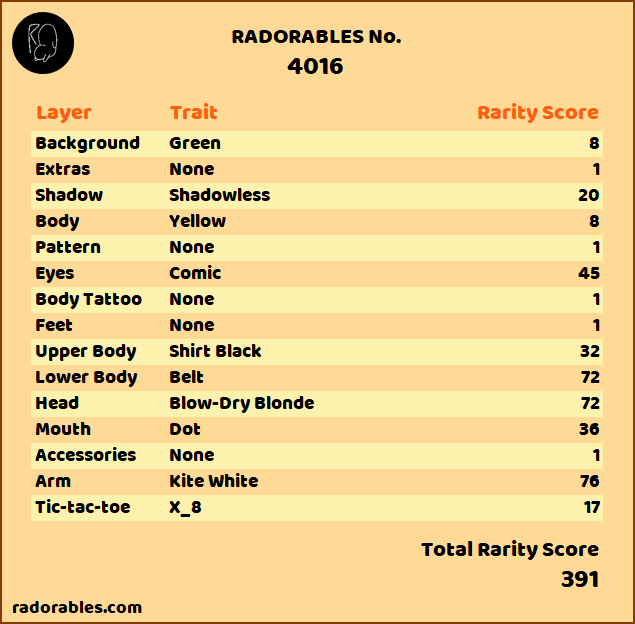 RADORABLES No.
4016
Layer Trait Rarity Score
Background Green 8
Extras None 1
Shadow Shadowless 20
Body Yellow 8
Pattern None 1
Eyes Comic 45
Body Tattoo None 1
Feet None 1
Upper Body Shirt Black 32
Lower Body Belt 72
Head Blow-Dry Blonde 72
Mouth Dot 36
Accessories None 1
Arm Kite White 76
Tic-tac-toe X_8 17
Total Rarity Score
391
radorables.com